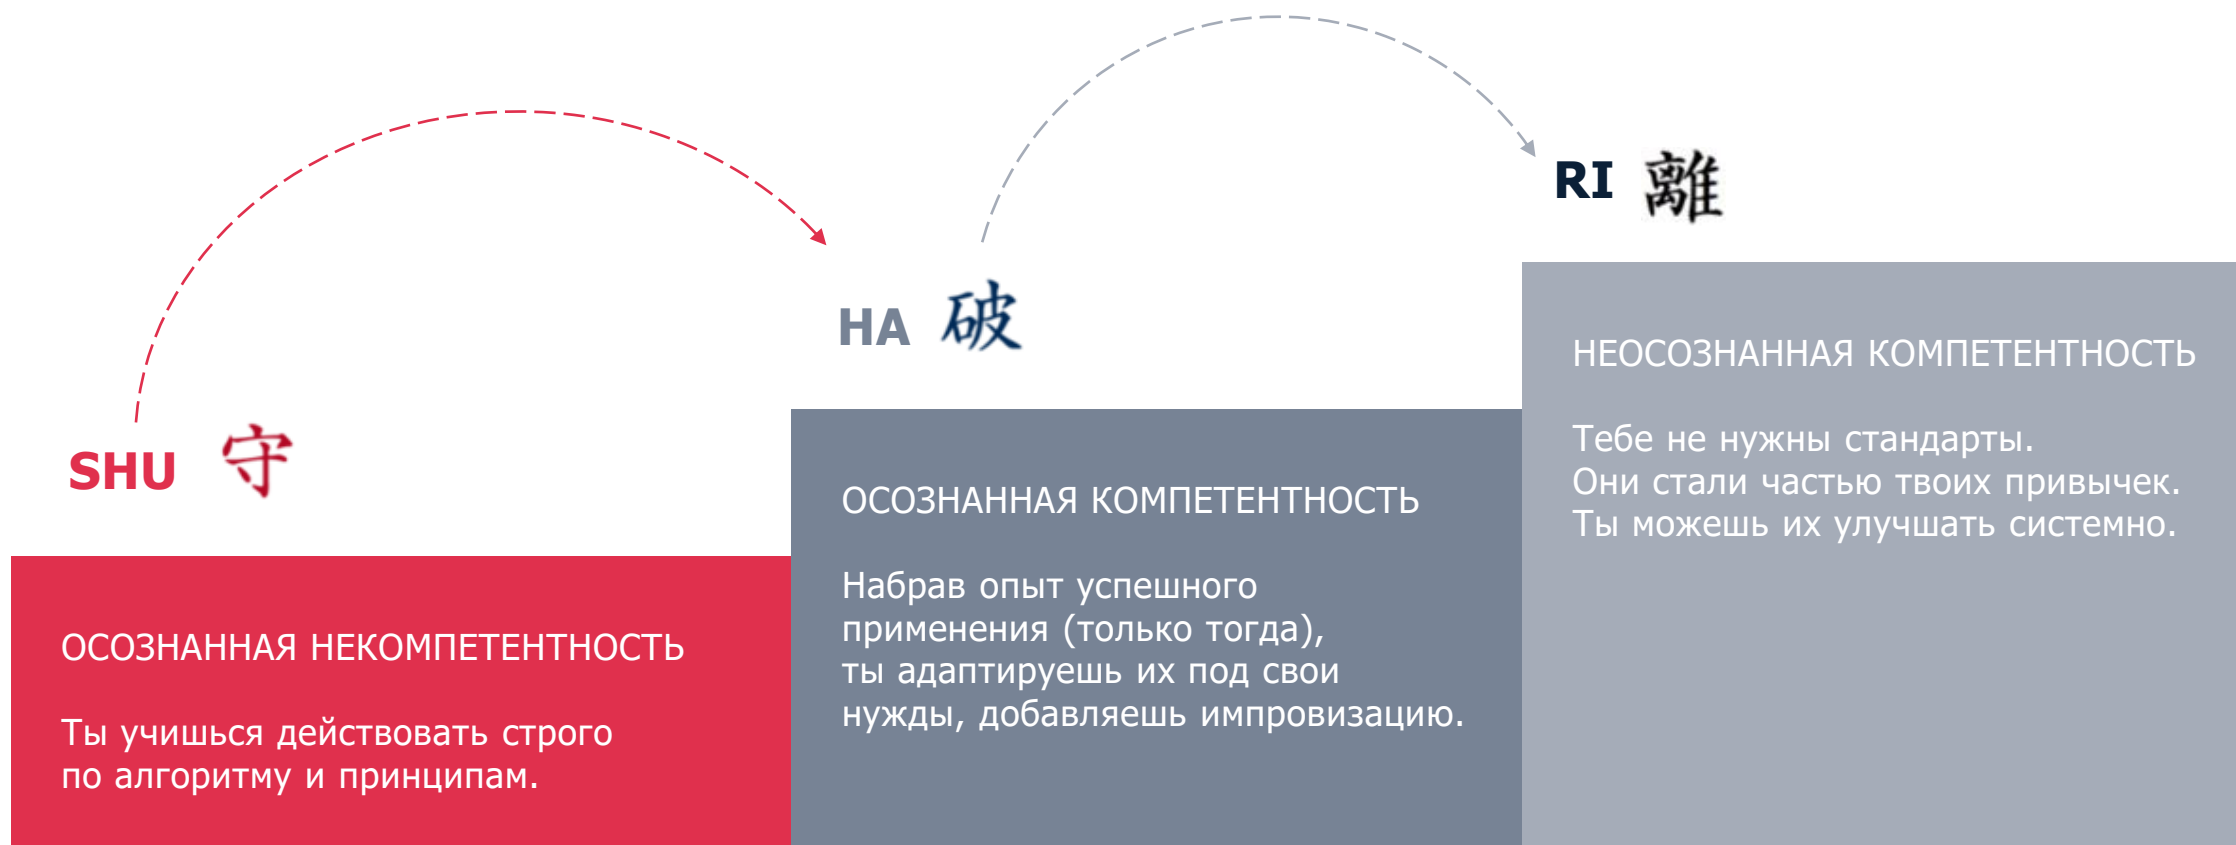 SHU 守
ОСОЗНАННАЯ НЕКОМПЕТЕНТНОСТЬ
Ты учишься действовать строго
по алгоритму и принципам.
HA 破
ОСОЗНАННАЯ КОМПЕТЕНТНОСТЬ
Набрав опыт успешного
применения (только тогда),
ты адаптируешь их под свои
нужды, добавляешь импровизацию.
RI 離
НЕОСОЗНАННАЯ КОМПЕТЕНТНОСТЬ
Тебе не нужны стандарты.
Они стали частью твоих привычек.
Ты можешь их улучшать системно.